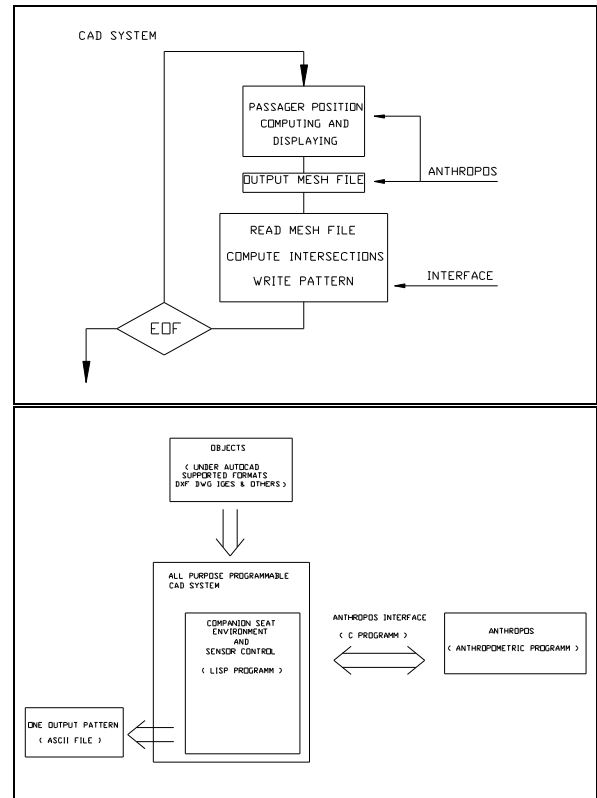 CAD SYSTEM
PASSAGER POSITION
COMPUTING AND
DISPLAYING
OUTPUT MESH FILE
ANTHROPOS
READ MESH FILE
COMPUTE INTERSECTIONS
WRITE PATTERN
INTERFACE
EOF
OBJECTS
( UNDER AUTOCAD
SUPPORTED FORMATS
DXF DWG IGES & OTHERS )
ALL PURPOSE PROGRAMMABLE
CAD SYSTEM
COMPANION SEAT
ENVIRONMENT
AND
SENSOR CONTROL
( LISP PROGRAMM )
ANTHROPOS INTERFACE
( C PROGRAMM )
ANTHROPOS
( ANTHROPOMETRIC PROGRAMM )
ONE OUTPUT PATTERN
( ASCII FILE )